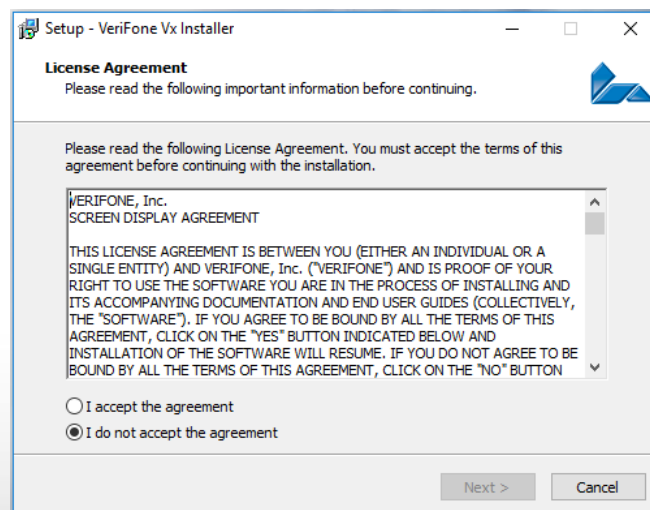 Setup - VeriFone Vx Installer
License Agreement
Please read the following important information before continuing.
Please read the following License Agreement. You must accept the terms of this
agreement before continuing with the installation.
VERIFONE, Inc.
SCREEN DISPLAY AGREEMENT
THIS LICENSE AGREEMENT IS BETWEEN YOU (EITHER AN INDIVIDUAL OR A
SINGLE ENTITY) AND VERIFONE, Inc. ("VERIFONE") AND IS PROOF OF YOUR
RIGHT TO USE THE SOFTWARE YOU ARE IN THE PROCESS OF INSTALLING AND
ITS ACCOMPANYING DOCUMENTATION AND END USER GUIDES (COLLECTIVELY,
THE "SOFTWARE"). IF YOU AGREE TO BE BOUND BY ALL THE TERMS OF THIS
AGREEMENT, CLICK ON THE "YES" BUTTON INDICATED BELOW AND
INSTALLATION OF THE SOFTWARE WILL RESUME. IF YOU DO NOT AGREE TO BE
BOUND BY ALL THE TERMS OF THIS AGREEMENT, CLICK ON THE "NO" BUTTON
I accept the agreement
I do not accept the agreement
Next >
Cancel